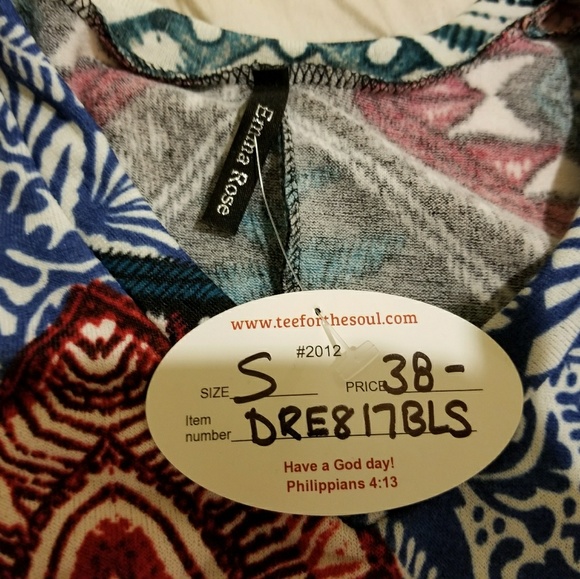 Emma Rose
www.teeforthesoul.com
#2012
SIZE S PRICE 38-
Item
number DRE817BLS
Have a God day!
Philippians 4:13